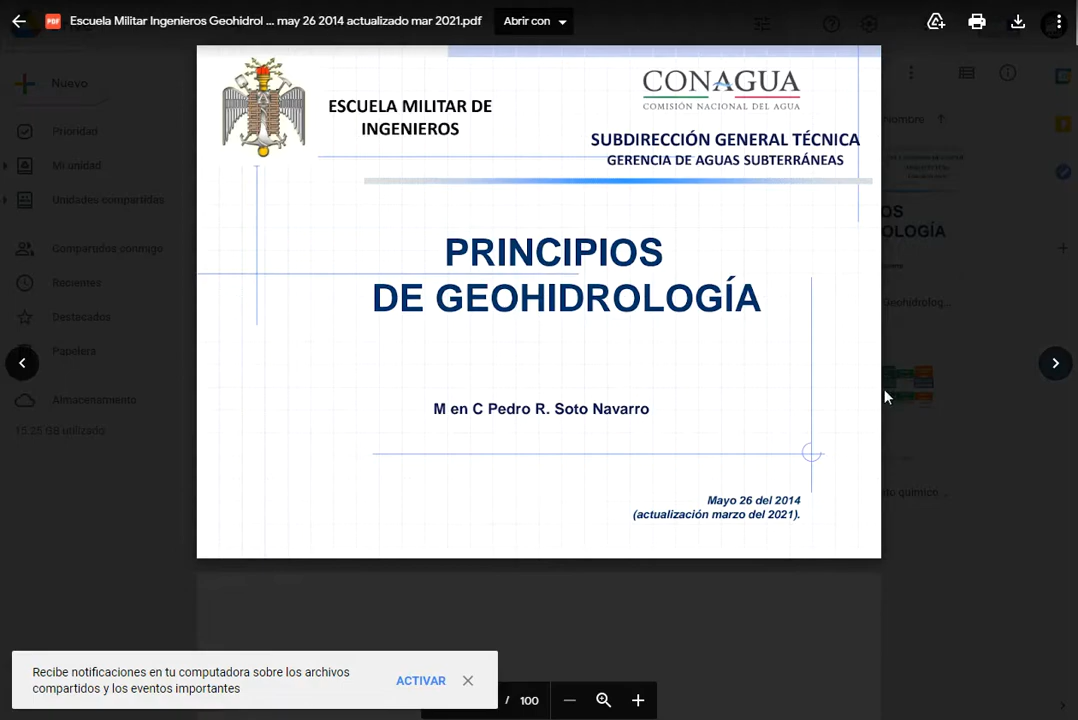 Escuela Militar Ingenieros Geohidrol ... may 26 2014 actualizado mar 2021.pdf
Abrir con
Nuevo
Prioridad
Mi unidad
Unidades compartidas
Compartidos conmigo
Recientes
Destacados
Papelera
Almacenamiento
15.25 GB utilizado
ESCUELA MILITAR DE
INGENIEROS
CONAGUA
COMISIÓN NACIONAL DEL AGUA
SUBDIRECCIÓN GENERAL TÉCNICA
GERENCIA DE AGUAS SUBTERRÁNEAS
PRINCIPIOS
DE GEOHIDROLOGÍA
M en C Pedro R. Soto Navarro
Mayo 26 del 2014
(actualización marzo del 2021).
OS
OLOGÍA
Geohidrolog...
Recibe notificaciones en tu computadora sobre los archivos
compartidos y los eventos importantes
ACTIVAR
/ 100